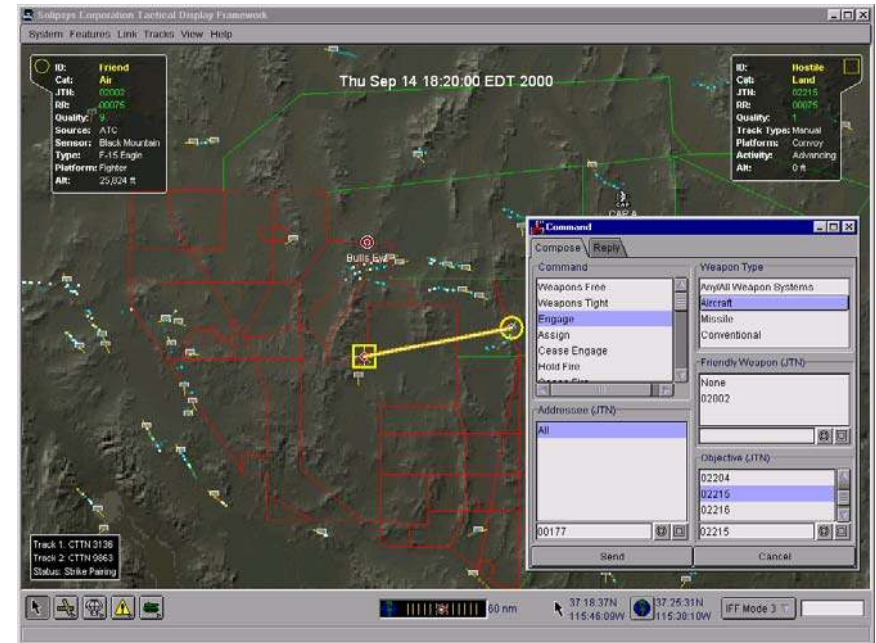 Solipsys Corporation Tactical Display Framework
System Features Link Tracks View Help
ID: Friend
Cat: Air
JTN: 02002
RR: 00075
Quality: 9
Source: ATC
Sensor: Black Mountain
Type: F-15 Eagle
Platform: Fighter
Alt: 25,824 ft
Thu Sep 14 18:20:00 EDT 2000
ID: Hostile
Cat: Land
JTN: 02215
RR: 00075
Quality: 1
Track Type: Manual
Platform: Convoy
Activity: Advancing
Alt: 0 ft
CAP
CAP A
Bulls Eye
Command
Compose Reply
Command
Weapons Free
Weapons Tight
Engage
Assign
Cease Engage
Hold Fire
Addressee (JTN)
All
00177
Weapon Type
Any/All Weapon Systems
Aircraft
Missile
Conventional
Friendly Weapon (JTN)
None
02002
Objective (JTN)
02204
02215
02216
02215
Send Cancel
Track 1: CTTN 3136
Track 2: CTTN 0863
Status: Strike Pairing
60 nm
37:18:37N
115:46:09W
37:25:31N
115:30:10W
IFF Mode 3